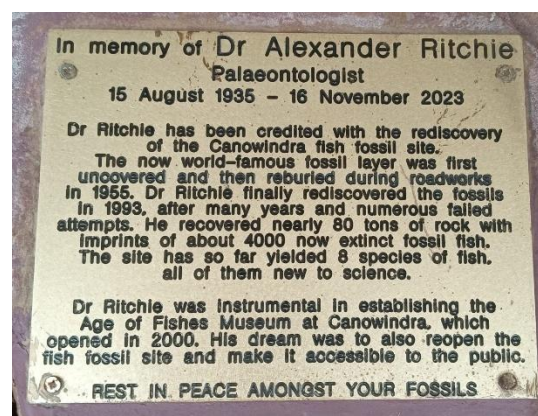 In memory of Dr Alexander Ritchie
Palaeontologist
15 August 1935 - 16 November 2023
Dr Ritchie has been credited with the rediscovery
of the Canowindra fish fossil site.
The now world-famous fossil layer was first
uncovered and then reburied during roadworks
in 1955. Dr Ritchie finally rediscovered the fossils
in 1993, after many years and numerous failed
attempts. He recovered nearly 80 tons of rock with
imprints of about 4000 now extinct fossil fish.
The site has so far yielded 8 species of fish,
all of them new to science.
Dr Ritchie was instrumental in establishing the
Age of Fishes Museum at Canowindra, which
opened in 2000. His dream was to also reopen the
fish fossil site and make it accessible to the public.
REST IN PEACE AMONGST YOUR FOSSILS